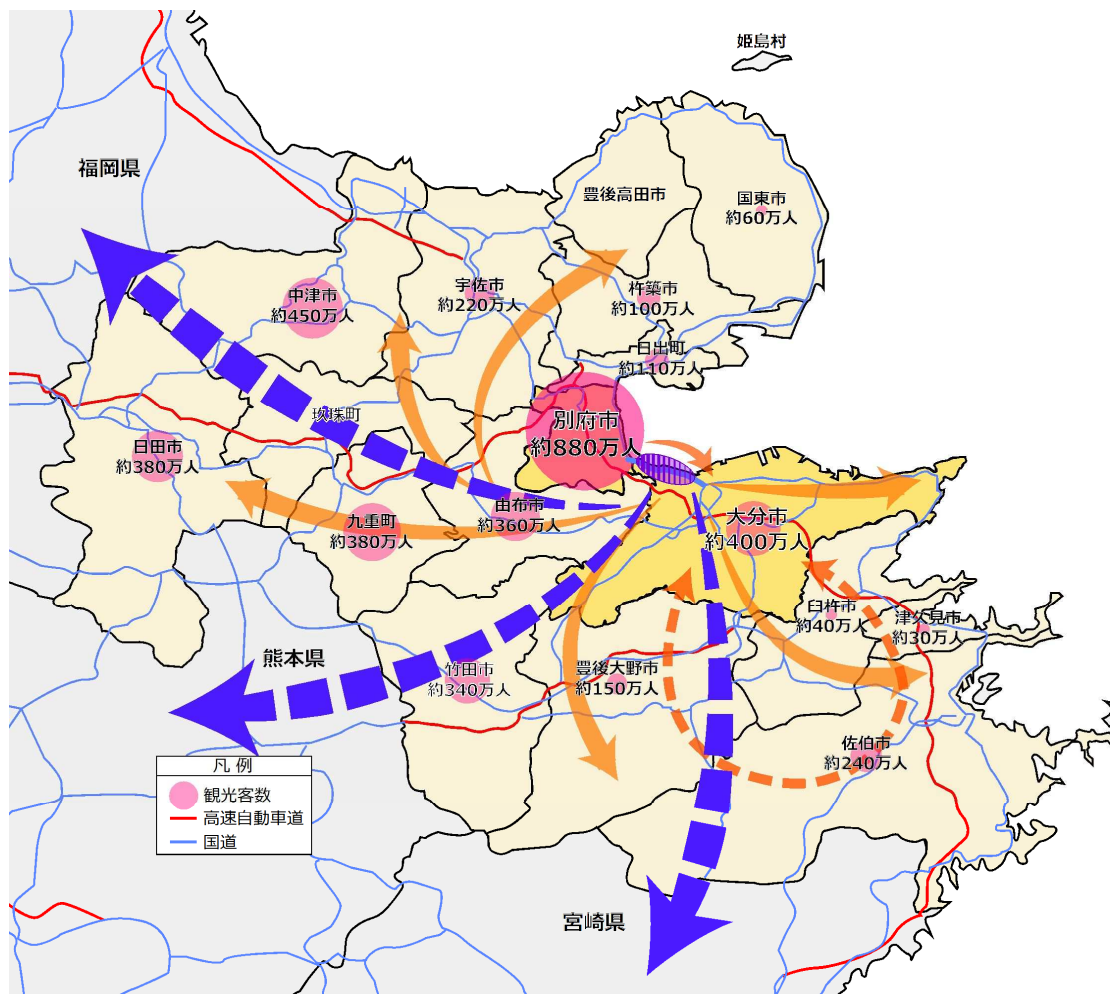 姫島村
福岡県
豊後高田市
国東市
約60万人
中津市
約450万人
宇佐市
約220万人
杵築市
約100万人
日出町
約110万人
玖珠町
別府市
約880万人
日田市
約380万人
九重町
約380万人
由布市
約360万人
大分市
約400万人
臼杵市
約40万人
津久見市
約30万人
熊本県
竹田市
約340万人
豊後大野市
約150万人
佐伯市
約240万人
凡 例
観光客数
高速自動車道
国道
宮崎県